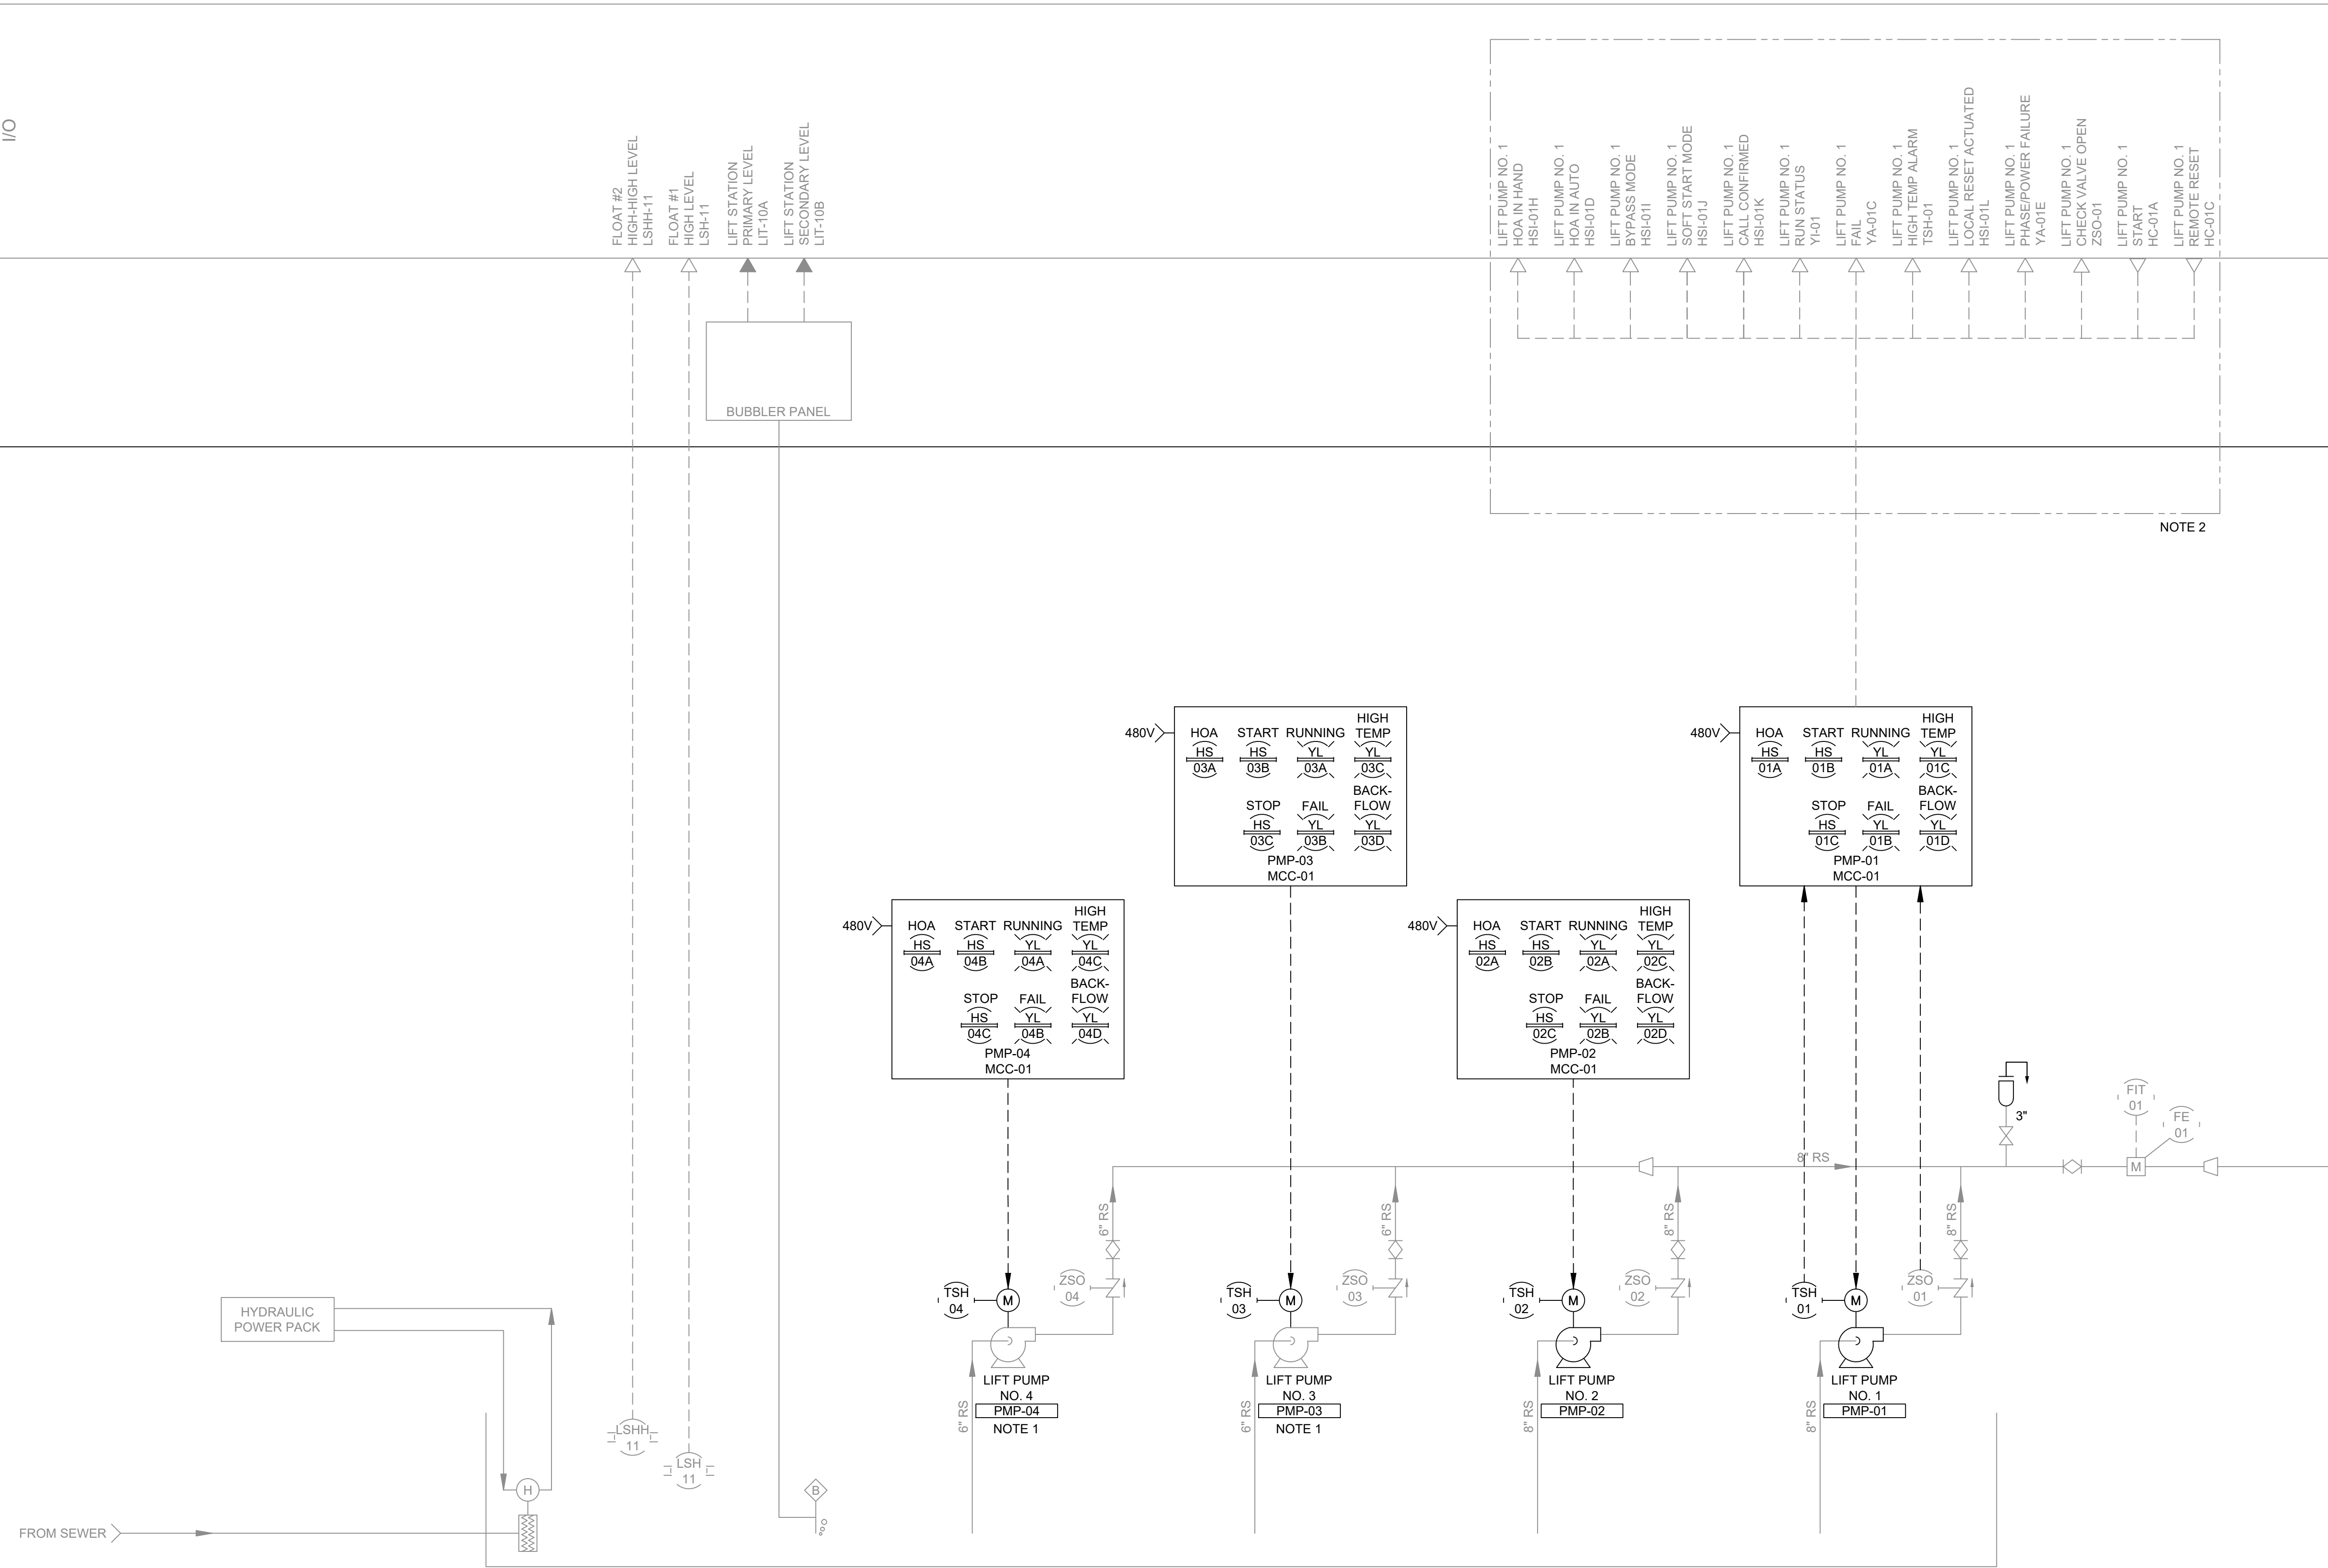 I/O
FLOAT #2
HIGH-HIGH LEVEL
LSHH-11
FLOAT #1
HIGH LEVEL
LSH-11
LIFT STATION
PRIMARY LEVEL
LIT-10A
LIFT STATION
SECONDARY LEVEL
LIT-10B
LIFT PUMP NO. 1
HOA IN HAND
HSI-01H
LIFT PUMP NO. 1
HOA IN AUTO
HSI-01D
LIFT PUMP NO. 1
BYPASS MODE
HSI-01I
LIFT PUMP NO. 1
SOFT START MODE
HSI-01J
LIFT PUMP NO. 1
CALL CONFIRMED
HSI-01K
LIFT PUMP NO. 1
RUN STATUS
YI-01
LIFT PUMP NO. 1
FAIL
YA-01C
LIFT PUMP NO. 1
HIGH TEMP ALARM
TSH-01
LIFT PUMP NO. 1
LOCAL RESET ACTUATED
HSI-01L
LIFT PUMP NO. 1
PHASE/POWER FAILURE
YA-01E
LIFT PUMP NO. 1
CHECK VALVE OPEN
ZSO-01
LIFT PUMP NO. 1
START
HC-01A
LIFT PUMP NO. 1
REMOTE RESET
HC-01C
BUBBLER PANEL
NOTE 2
480V
HIGH
HOA START RUNNING TEMP
HS HS YL YL
03A 03B 03A 03C
BACK-
STOP FAIL FLOW
HS YL YL
03C 03B 03D
PMP-03
MCC-01
480V
HIGH
HOA START RUNNING TEMP
HS HS YL YL
01A 01B 01A 01C
BACK-
STOP FAIL FLOW
HS YL YL
01C 01B 01D
PMP-01
MCC-01
480V
HIGH
HOA START RUNNING TEMP
HS HS YL YL
04A 04B 04A 04C
BACK-
STOP FAIL FLOW
HS YL YL
04C 04B 04D
PMP-04
MCC-01
480V
HIGH
HOA START RUNNING TEMP
HS HS YL YL
02A 02B 02A 02C
BACK-
STOP FAIL FLOW
HS YL YL
02C 02B 02D
PMP-02
MCC-01
3"
FIT
01
FE
01
M
8" RS
6" RS
6" RS
8" RS
8" RS
TSH
04
M
ZSO
04
TSH
03
M
ZSO
03
TSH
02
M
ZSO
02
TSH
01
M
ZSO
01
HYDRAULIC
POWER PACK
LIFT PUMP
NO. 4
PMP-04
NOTE 1
LIFT PUMP
NO. 3
PMP-03
NOTE 1
LIFT PUMP
NO. 2
PMP-02
LIFT PUMP
NO. 1
PMP-01
6" RS
6" RS
8" RS
8" RS
LSHH
11
LSH
11
H
B
FROM SEWER